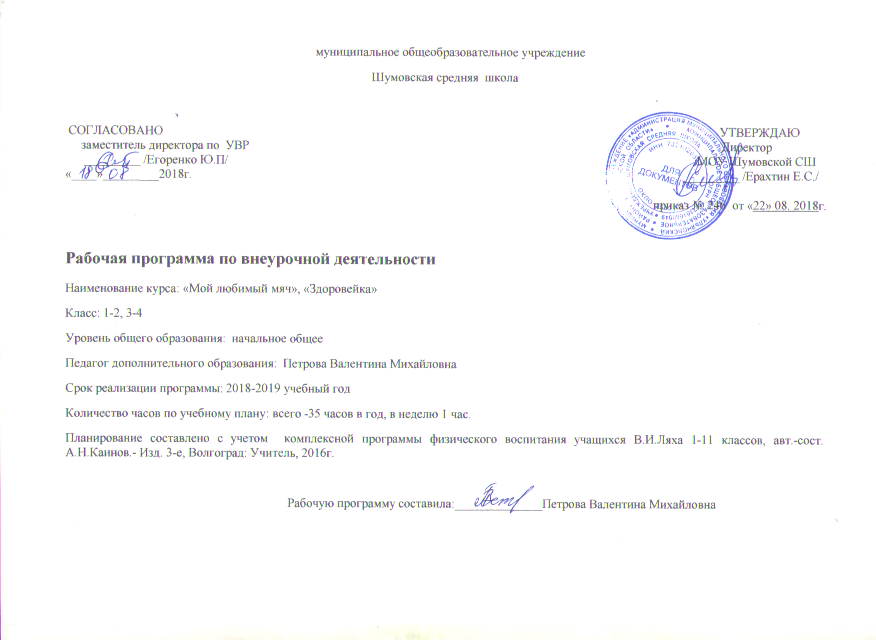 муниципальное общеобразовательное учреждение
Шумовская средняя школа
СОГЛАСОВАНО
заместитель директора по УВР
/Егоренко Ю.П/
«18» 08 2018г.
УТВЕРЖДАЮ
Директор
МОУ Шумовской СШ
/Ерахтин Е.С./
приказ № от «22» 08. 2018г.
ДЛЯ
ДОКУМЕНТОВ
Рабочая программа по внеурочной деятельности
Наименование курса: «Мой любимый мяч», «Здоровейка»
Класс: 1-2, 3-4
Уровень общего образования: начальное общее
Педагог дополнительного образования: Петрова Валентина Михайловна
Срок реализации программы: 2018-2019 учебный год
Количество часов по учебному плану: всего -35 часов в год, в неделю 1 час.
Планирование составлено с учетом комплексной программы физического воспитания учащихся В.И.Ляха 1-11 классов, авт.-сост.
А.Н.Каинов.- Изд. 3-е, Волгоград: Учитель, 2016г.
Рабочую программу составила:______________Петрова Валентина Михайловна